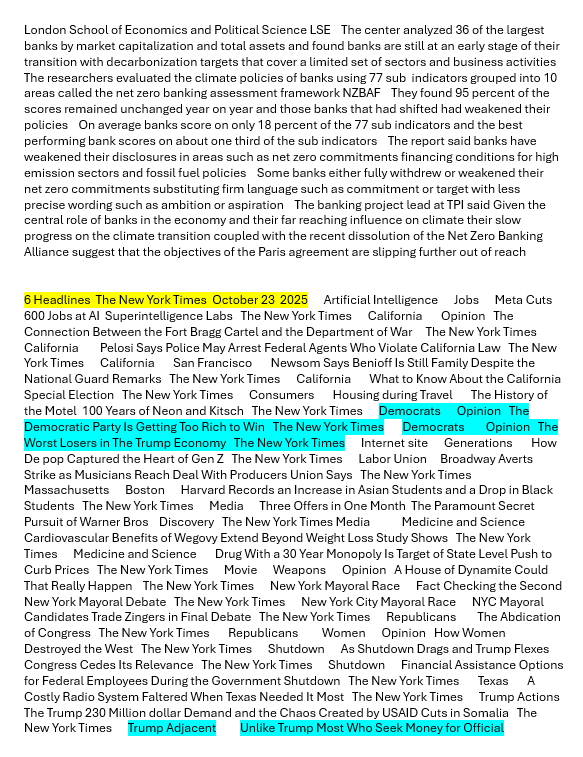 London School of Economics and Political Science LSE The center analyzed 36 of the largest
banks by market capitalization and total assets and found banks are still at an early stage of their
transition with decarbonization targets that cover a limited set of sectors and business activities
The researchers evaluated the climate policies of banks using 77 sub indicators grouped into 10
areas called the net zero banking assessment framework NZBAF They found 95 percent of the
scores remained unchanged year on year and those banks that had shifted had weakened their
policies On average banks score on only 18 percent of the 77 sub indicators and the best
performing bank scores on about one third of the sub indicators The report said banks have
weakened their disclosures in areas such as net zero commitments financing conditions for high
emission sectors and fossil fuel policies Some banks either fully withdrew or weakened their
net zero commitments substituting firm language such as commitment or target with less
precise wording such as ambition or aspiration The banking project lead at TPI said Given the
central role of banks in the economy and their far reaching influence on climate their slow
progress on the climate transition coupled with the recent dissolution of the Net Zero Banking
Alliance suggest that the objectives of the Paris agreement are slipping further out of reach
6 Headlines The New York Times October 23 2025 Artificial Intelligence Jobs Meta Cuts
600 Jobs at AI Superintelligence Labs The New York Times California Opinion The
Connection Between the Fort Bragg Cartel and the Department of War The New York Times
California Pelosi Says Police May Arrest Federal Agents Who Violate California Law The New
York Times California San Francisco Newsom Says Benioff Is Still Family Despite the
National Guard Remarks The New York Times California What to Know About the California
Special Election The New York Times Consumers Housing during Travel The History of
the Motel 100 Years of Neon and Kitsch The New York Times Democrats Opinion The
Democratic Party Is Getting Too Rich to Win The New York Times Democrats Opinion The
Worst Losers in The Trump Economy The New York Times Internet site Generations How
De pop Captured the Heart of Gen Z The New York Times Labor Union Broadway Averts
Strike as Musicians Reach Deal With Producers Union Says The New York Times
Massachusetts Boston Harvard Records an Increase in Asian Students and a Drop in Black
Students The New York Times Media Three Offers in One Month The Paramount Secret
Pursuit of Warner Bros Discovery The New York Times Media Medicine and Science
Cardiovascular Benefits of Wegovy Extend Beyond Weight Loss Study Shows The New York
Times Medicine and Science Drug With a 30 Year Monopoly Is Target of State Level Push to
Curb Prices The New York Times Movie Weapons Opinion A House of Dynamite Could
That Really Happen The New York Times New York Mayoral Race Fact Checking the Second
New York Mayoral Debate The New York Times New York City Mayoral Race NYC Mayoral
Candidates Trade Zingers in Final Debate The New York Times Republicans The Abdication
of Congress The New York Times Republicans Women Opinion How Women
Destroyed the West The New York Times Shutdown As Shutdown Drags and Trump Flexes
Congress Cedes Its Relevance The New York Times Shutdown Financial Assistance Options
for Federal Employees During the Government Shutdown The New York Times Texas A
Costly Radio System Faltered When Texas Needed It Most The New York Times Trump Actions
The Trump 230 Million dollar Demand and the Chaos Created by USAID Cuts in Somalia The
New York Times Trump Adjacent Unlike Trump Most Who Seek Money for Official